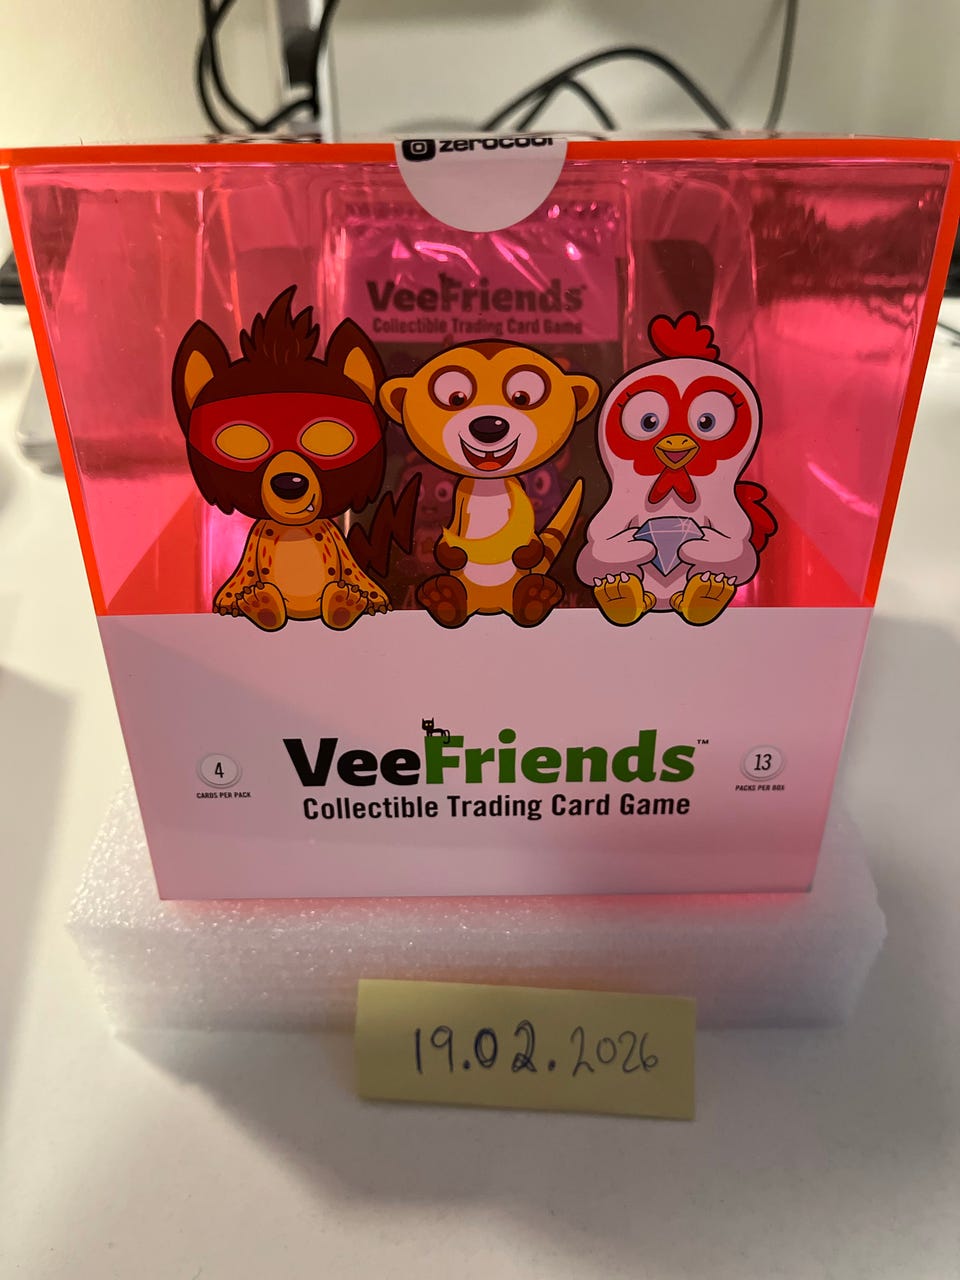 zerocool
VeeFriends
Collectible Trading Card Game
4
CARDS PER PACK
VeeFriends™
Collectible Trading Card Game
13
PACKS PER BOX
19.02.2026